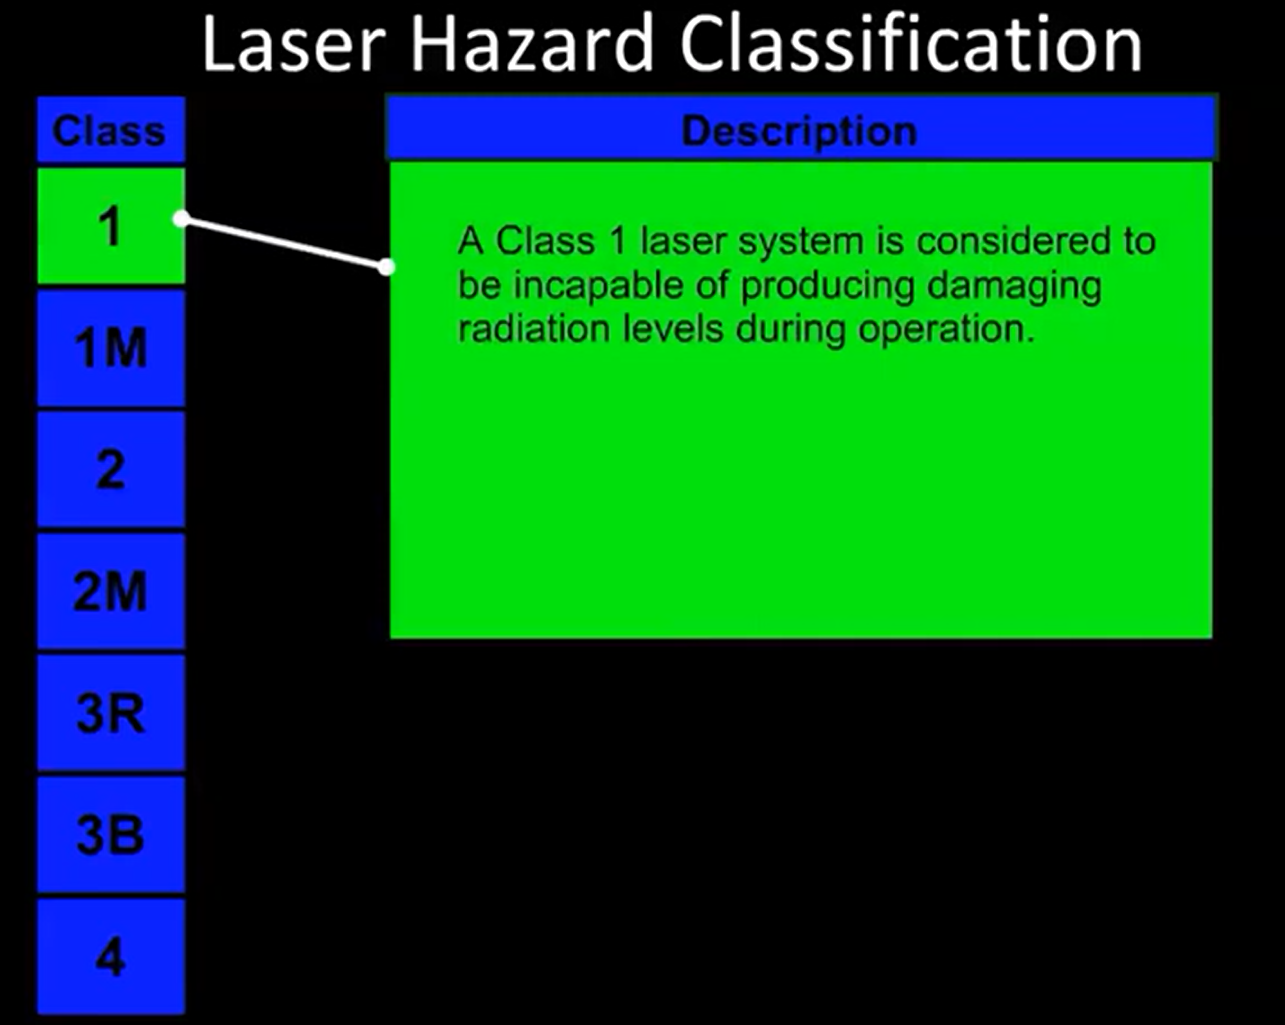 Laser Hazard Classification
Class
Description
1
A Class 1 laser system is considered to
be incapable of producing damaging
radiation levels during operation.
1M
2
2M
3R
3B
4